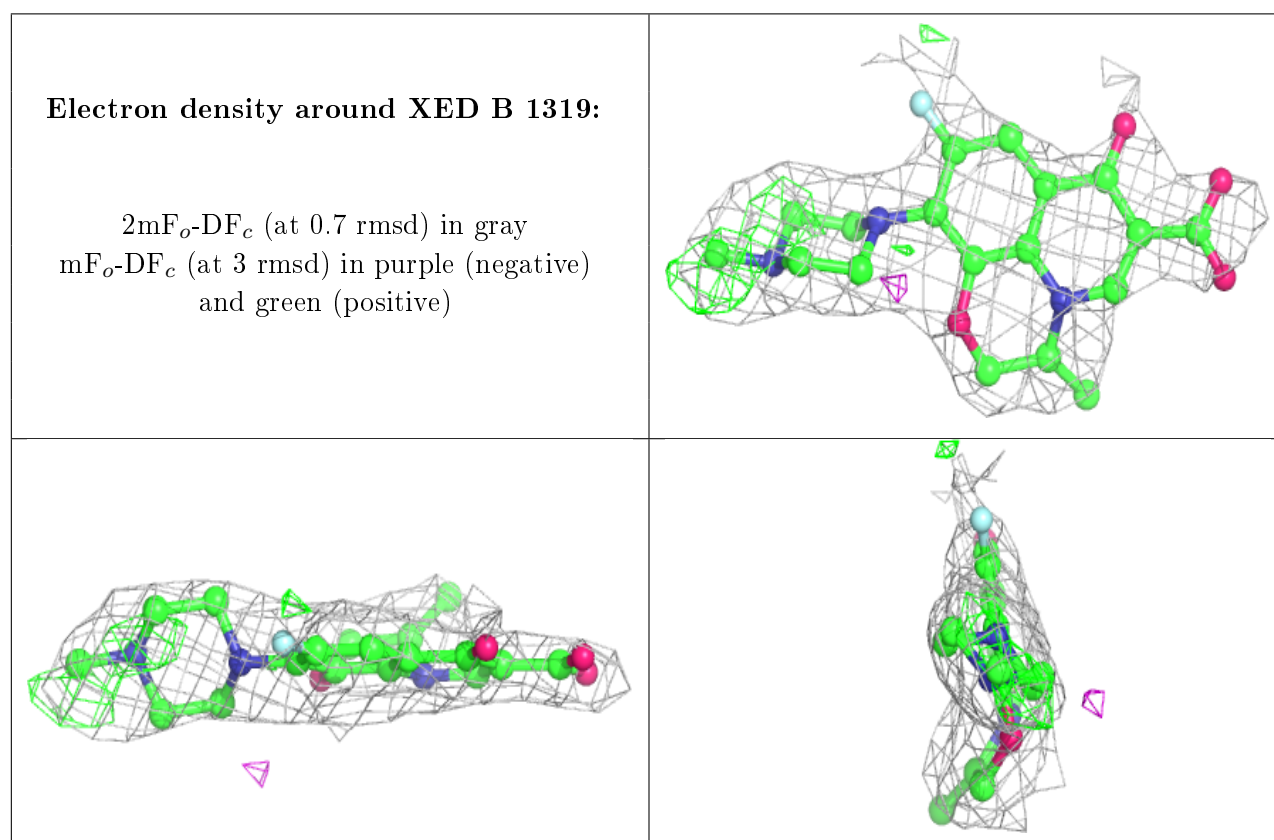 Electron density around XED B 1319:
2mFo-DFc (at 0.7 rmsd) in gray
mFo-DFc (at 3 rmsd) in purple (negative)
and green (positive)